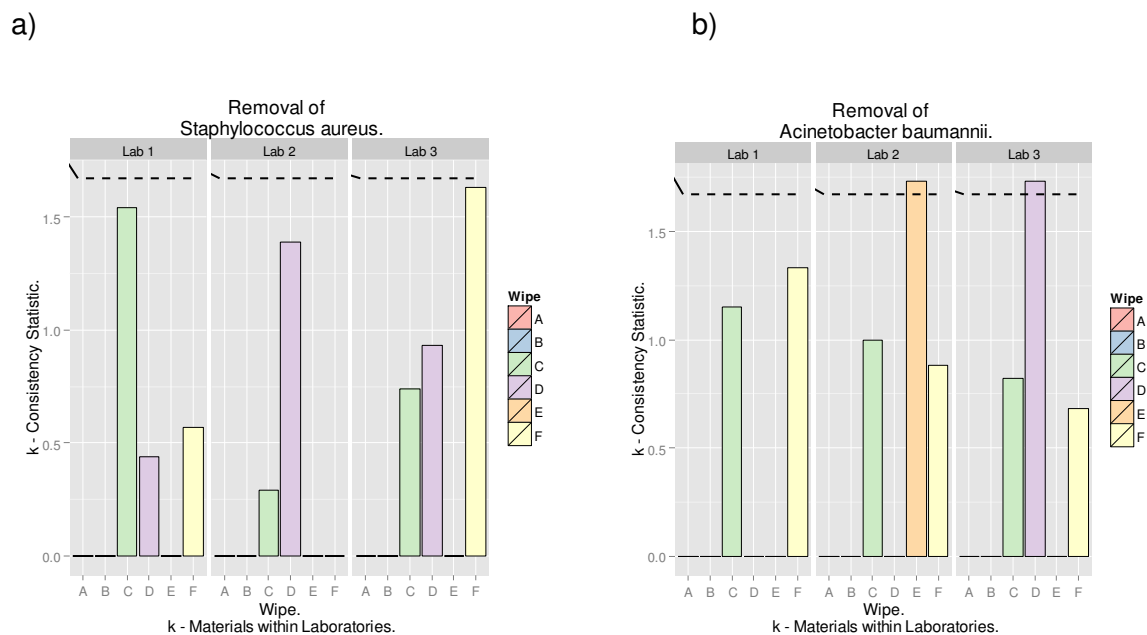 a)
Removal of
Staphylococcus aureus.
Lab 1
Lab 2
Lab 3
k - Consistency Statistic.
1.5
1.0
0.5
0.0
A B C D E F
A B C D E F
A B C D E F
Wipe.
k - Materials within Laboratories.
Wipe
A
B
C
D
E
F
b)
Removal of
Acinetobacter baumannii.
Lab 1
Lab 2
Lab 3
k - Consistency Statistic.
1.5
1.0
0.5
0.0
A B C D E F
A B C D E F
A B C D E F
Wipe.
k - Materials within Laboratories.
Wipe
A
B
C
D
E
F